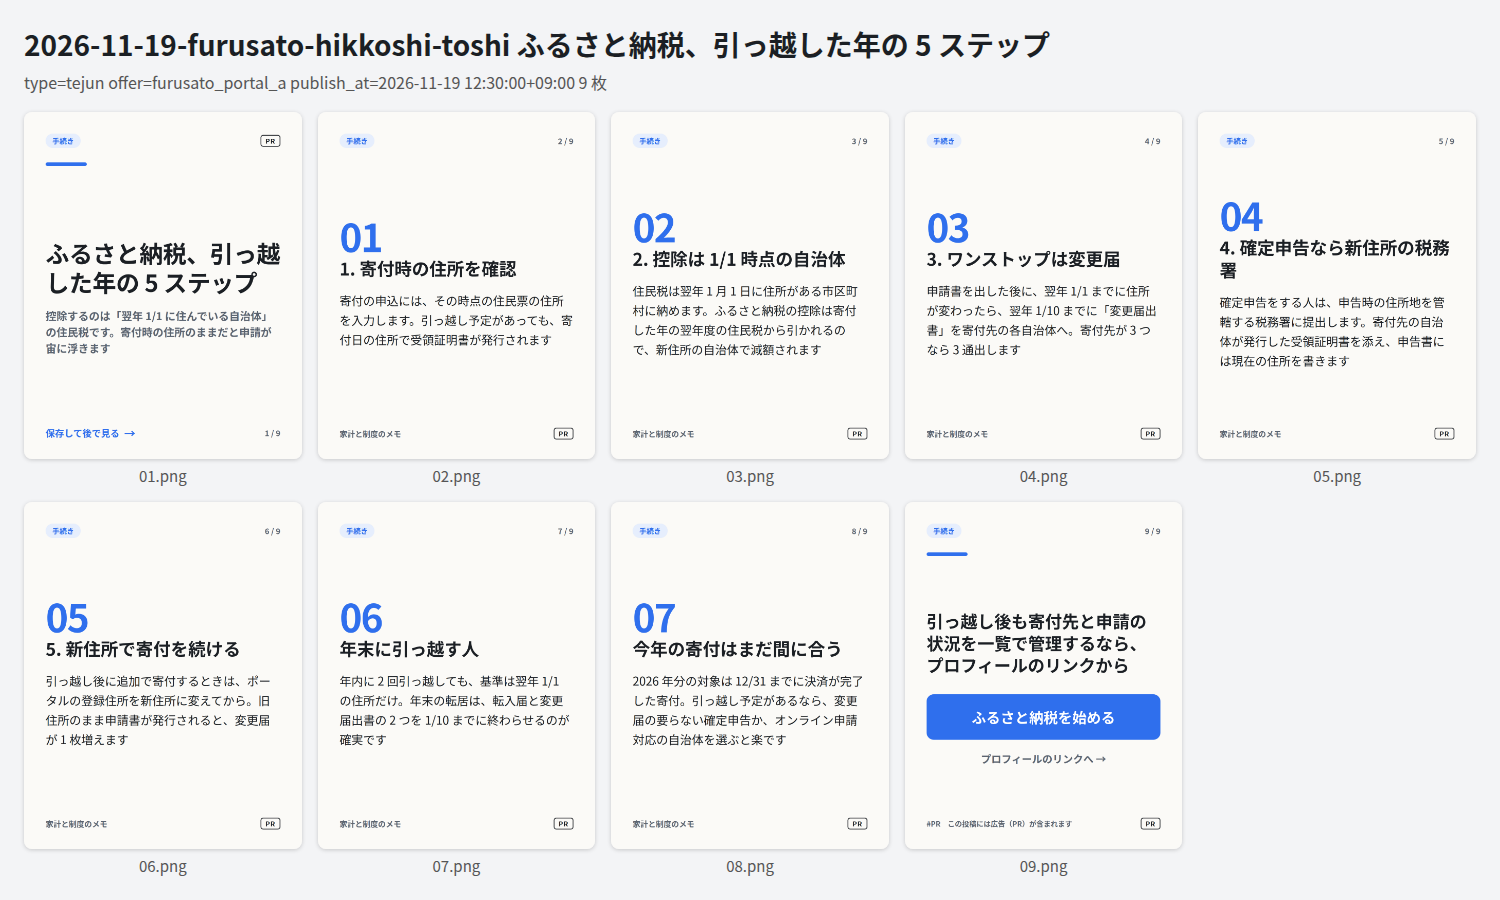 2026-11-19-furusato-hikkoshi-toshi ふるさと納税、引っ越した年の 5 ステップ
type=tejun offer=furusato_portal_a publish_at=2026-11-19 12:30:00+09:00 9 枚
手続き
PR
ふるさと納税、引っ越
した年の 5 ステップ
控除するのは「翌年 1/1 に住んでいる自治体」
の住民税です。寄付時の住所のままだと申請が
宙に浮きます
保存して後で見る →
1 / 9
01.png
手続き
2 / 9
01
1. 寄付時の住所を確認
寄付の申込には、その時点の住民票の住所
を入力します。引っ越し予定があっても、寄
付日の住所で受領証明書が発行されます
家計と制度のメモ
PR
02.png
手続き
3 / 9
02
2. 控除は 1/1 時点の自治体
住民税は翌年 1 月 1 日に住所がある市区町
村に納めます。ふるさと納税の控除は寄付
した年の翌年度の住民税から引かれるの
で、新住所の自治体で減額されます
家計と制度のメモ
PR
03.png
手続き
4 / 9
03
3. ワンストップは変更届
申請書を出した後に、翌年 1/1 までに住所
が変わったら、翌年 1/10 までに「変更届出
書」を寄付先の各自治体へ。寄付先が 3 つ
なら 3 通出します
家計と制度のメモ
PR
04.png
手続き
5 / 9
04
4. 確定申告なら新住所の税務
署
確定申告をする人は、申告時の住所地を管
轄する税務署に提出します。寄付先の自治
体が発行した受領証明書を添え、申告書に
は現在の住所を書きます
家計と制度のメモ
PR
05.png
手続き
6 / 9
05
5. 新住所で寄付を続ける
引っ越し後に追加で寄付するときは、ポー
タルの登録住所を新住所に変えてから。旧
住所のまま申請書が発行されると、変更届
が 1 枚増えます
家計と制度のメモ
PR
06.png
手続き
7 / 9
06
年末に引っ越す人
年内に 2 回引っ越しても、基準は翌年 1/1
の住所だけ。年末の転居は、転入届と変更
届出書の 2 つを 1/10 までに終わらせるのが
確実です
家計と制度のメモ
PR
07.png
手続き
8 / 9
07
今年の寄付はまだ間に合う
2026 年分の対象は 12/31 までに決済が完了
した寄付。引っ越し予定があるなら、変更
届の要らない確定申告か、オンライン申請
対応の自治体を選ぶと楽です
家計と制度のメモ
PR
08.png
手続き
9 / 9
引っ越し後も寄付先と申請の
状況を一覧で管理するなら、
プロフィールのリンクから
ふるさと納税を始める
プロフィールのリンクへ →
#PR この投稿には広告（PR）が含まれます
PR
09.png